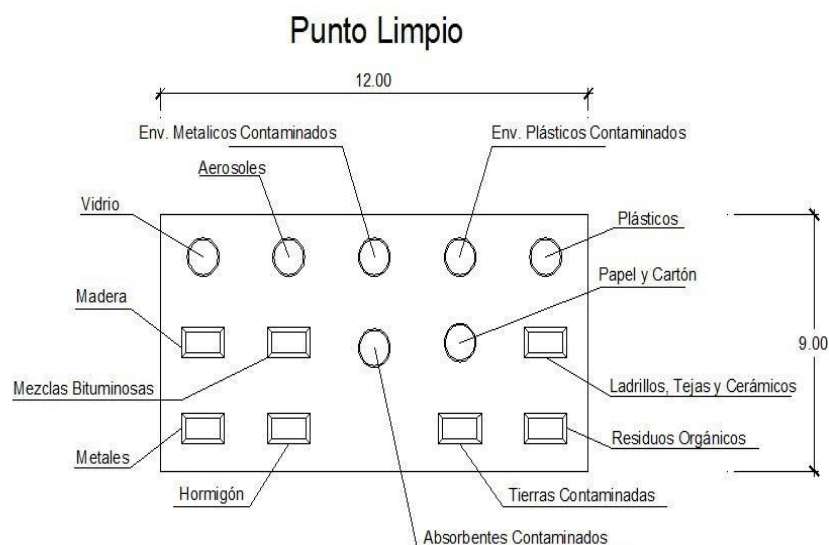 Punto Limpio
12.00
Env. Metalicos Contaminados
Env. Plásticos Contaminados
Aerosoles
Vidrio
Plásticos
Papel y Cartón
Madera
9.00
Mezclas Bituminosas
Ladrillos, Tejas y Cerámicos
Metales
Residuos Orgánicos
Hormigón
Tierras Contaminadas
Absorbentes Contaminados